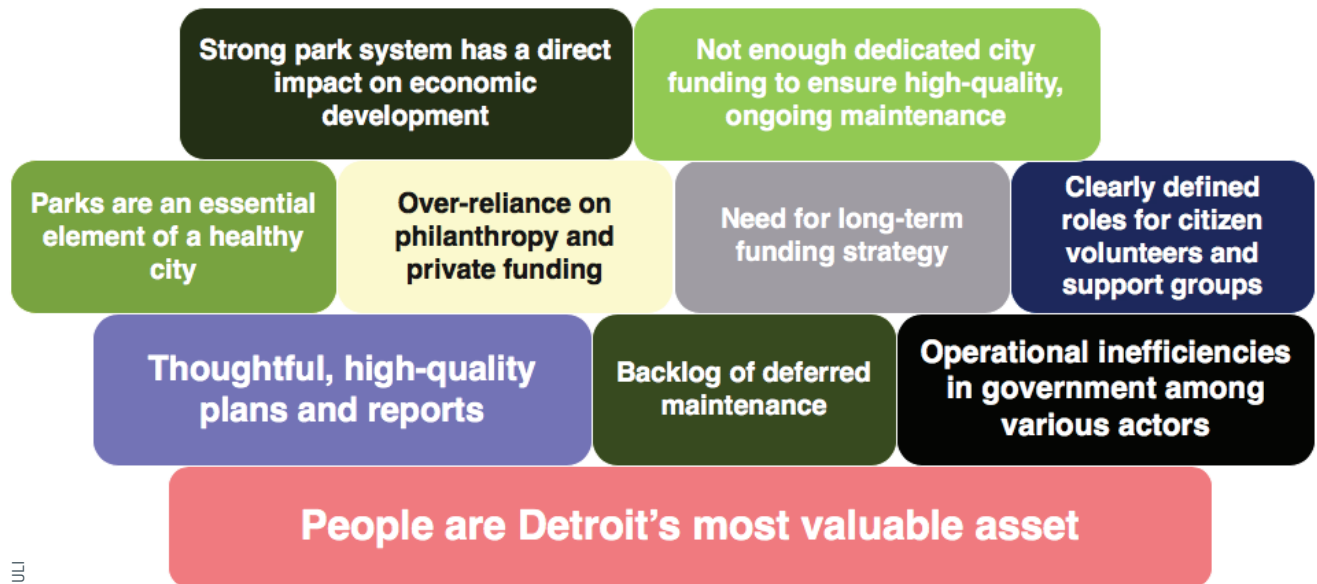 Strong park system has a direct
impact on economic
development
Not enough dedicated city
funding to ensure high-quality,
ongoing maintenance
Parks are an essential
element of a healthy
city
Over-reliance on
philanthropy and
private funding
Need for long-term
funding strategy
Clearly defined
roles for citizen
volunteers and
support groups
Thoughtful, high-quality
plans and reports
Backlog of deferred
maintenance
Operational inefficiencies
in government among
various actors
People are Detroit's most valuable asset
ULI